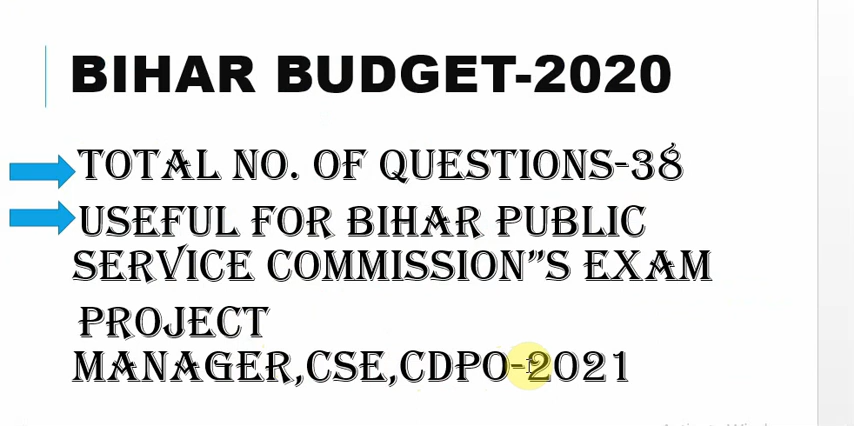 BIHAR BUDGET-2020
TOTAL NO. OF QUESTIONS-38
USEFUL FOR BIHAR PUBLIC
SERVICE COMMISSION”S EXAM
PROJECT
MANAGER,CSE,CDPO-2021